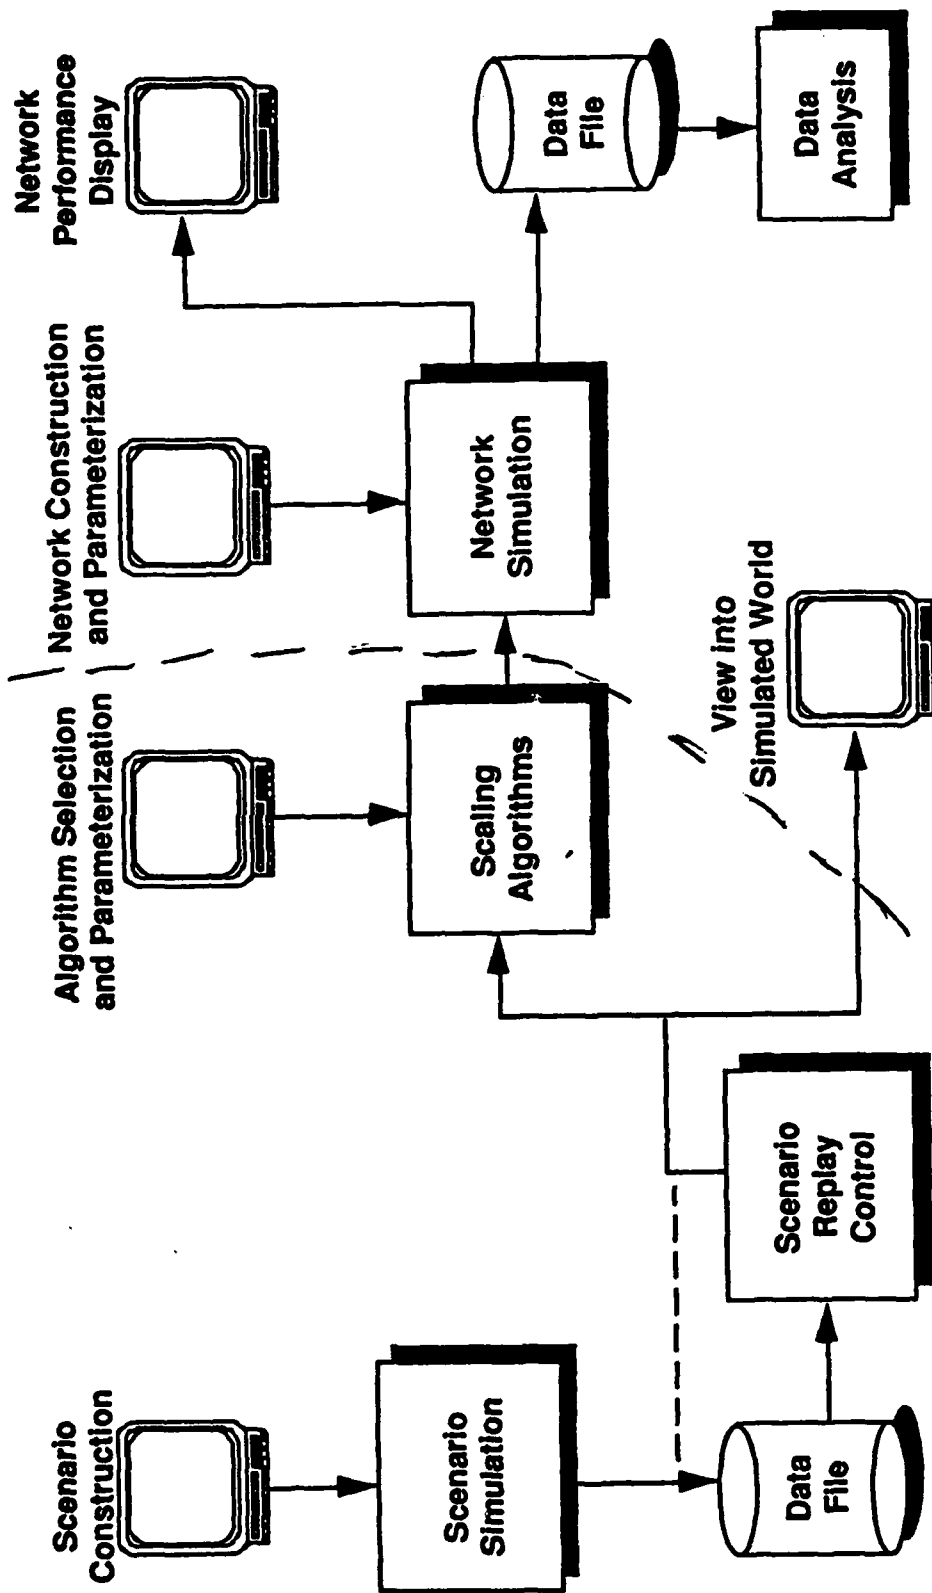 Scenario
Construction
Scenario
Simulation
Data
File
Scenario
Replay
Control
Algorithm Selection
and Parameterization
Scaling
Algorithms
View into
Simulated World
Network Construction
and Parameterization
Network
Simulation
Network
Performance
Display
Data
File
Data
Analysis